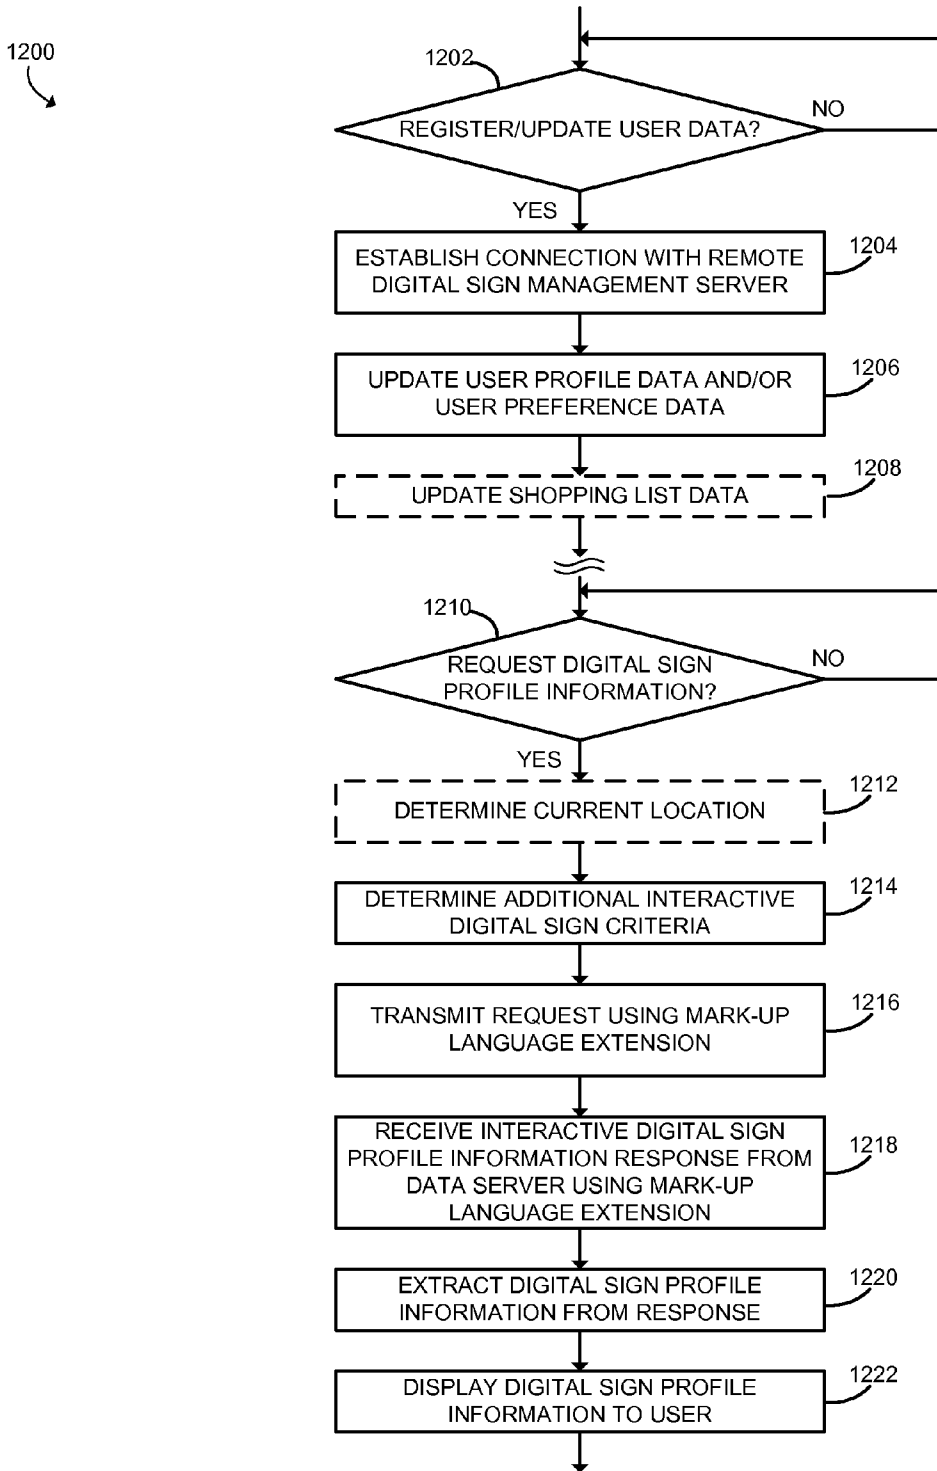 1200
1202
REGISTER/UPDATE USER DATA?
NO
YES
ESTABLISH CONNECTION WITH REMOTE
DIGITAL SIGN MANAGEMENT SERVER
1204
UPDATE USER PROFILE DATA AND/OR
USER PREFERENCE DATA
1206
UPDATE SHOPPING LIST DATA
1208
1210
REQUEST DIGITAL SIGN
PROFILE INFORMATION?
NO
YES
DETERMINE CURRENT LOCATION
1212
DETERMINE ADDITIONAL INTERACTIVE
DIGITAL SIGN CRITERIA
1214
TRANSMIT REQUEST USING MARK-UP
LANGUAGE EXTENSION
1216
RECEIVE INTERACTIVE DIGITAL SIGN
PROFILE INFORMATION RESPONSE FROM
DATA SERVER USING MARK-UP
LANGUAGE EXTENSION
1218
EXTRACT DIGITAL SIGN PROFILE
INFORMATION FROM RESPONSE
1220
DISPLAY DIGITAL SIGN PROFILE
INFORMATION TO USER
1222